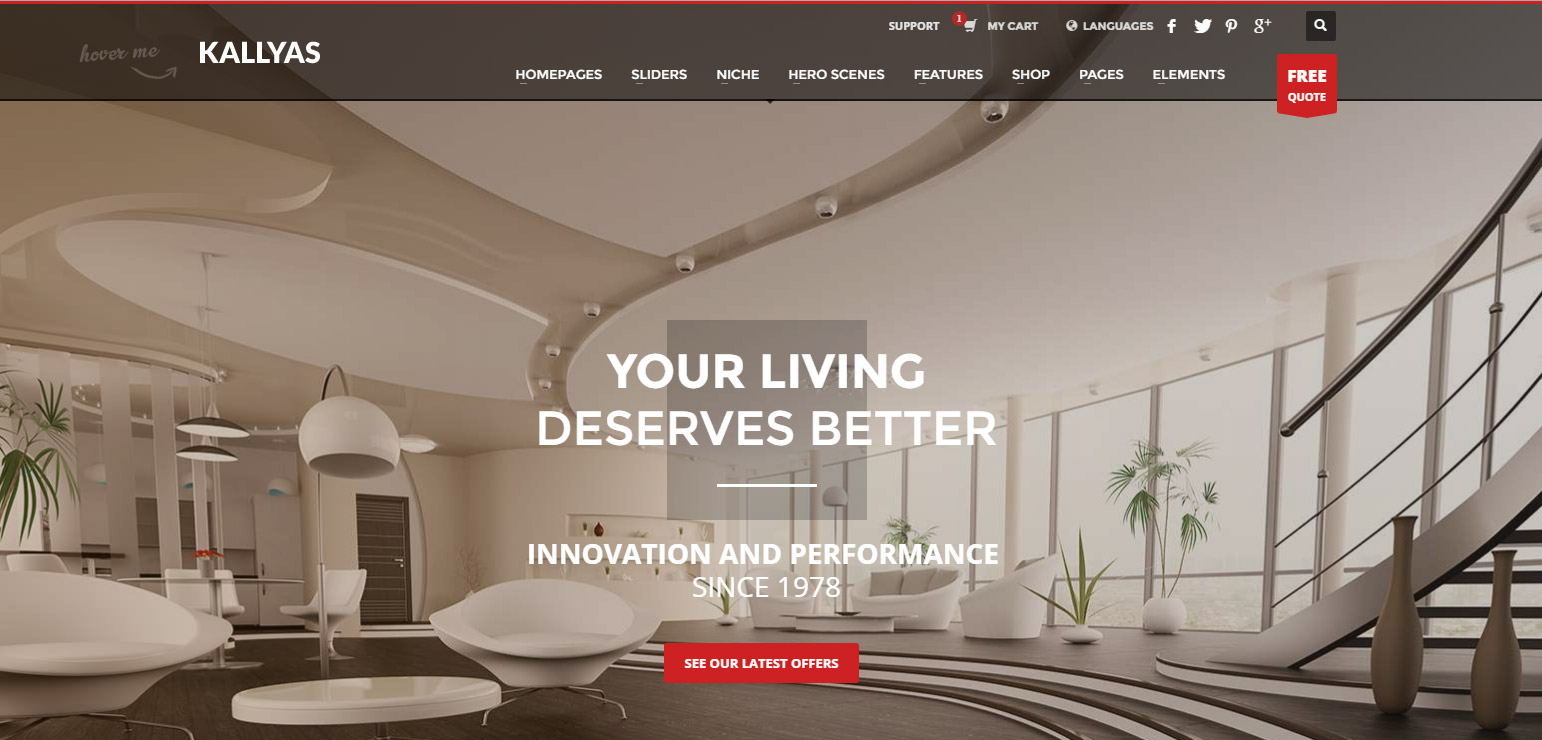 SUPPORT
1
MY CART
LANGUAGES
f
g+
hover me
KALLYAS
HOMEPAGES
SLIDERS
NICHE
HERO SCENES
FEATURES
SHOP
PAGES
ELEMENTS
FREE
QUOTE
YOUR LIVING
DESERVES BETTER
INNOVATION AND PERFORMANCE
SINCE 1978
SEE OUR LATEST OFFERS